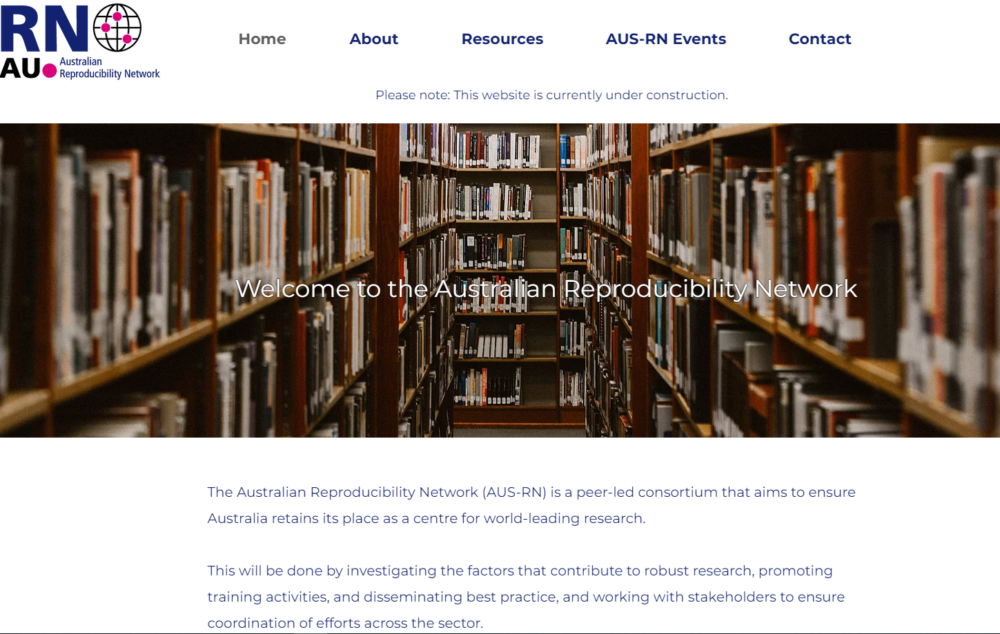 RN
AU
Australian
Reproducibility Network
Home About Resources AUS-RN Events Contact
Please note: This website is currently under construction.
Welcome to the Australian Reproducibility Network
The Australian Reproducibility Network (AUS-RN) is a peer-led consortium that aims to ensure
Australia retains its place as a centre for world-leading research.
This will be done by investigating the factors that contribute to robust research, promoting
training activities, and disseminating best practice, and working with stakeholders to ensure
coordination of efforts across the sector.